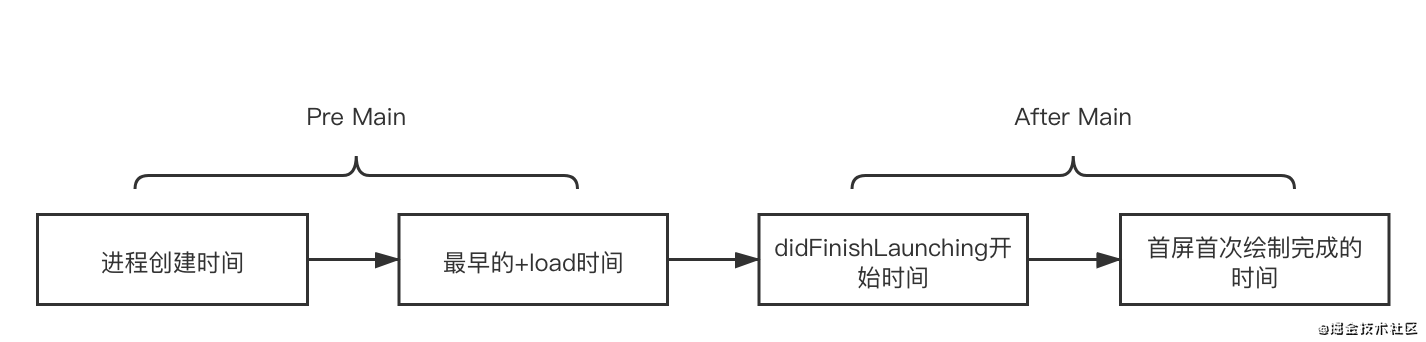 Pre Main
After Main
进程创建时间
最早的+load时间
didFinishLaunching开
始时间
首屏首次绘制完成的
时间
@掘金技术社区